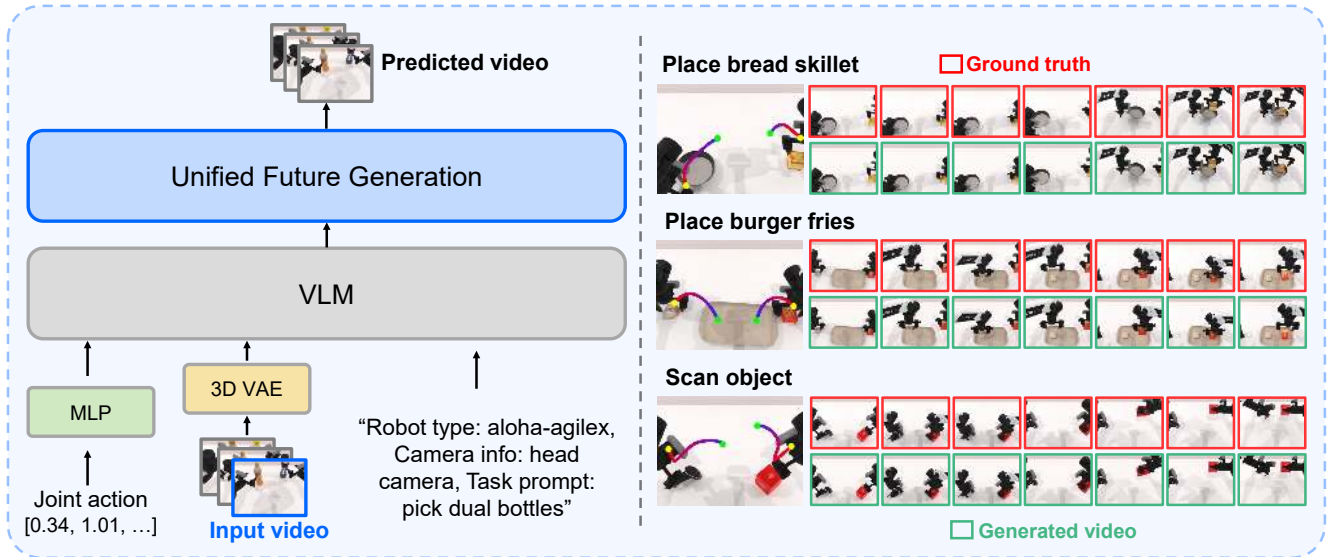 Predicted video
Unified Future Generation
VLM
MLP
3D VAE
Joint action
[0.34, 1.01, …]
Input video
“Robot type: aloha-agilex,
Camera info: head
camera, Task prompt:
pick dual bottles”
Place bread skillet
Ground truth
Place burger fries
Scan object
Generated video